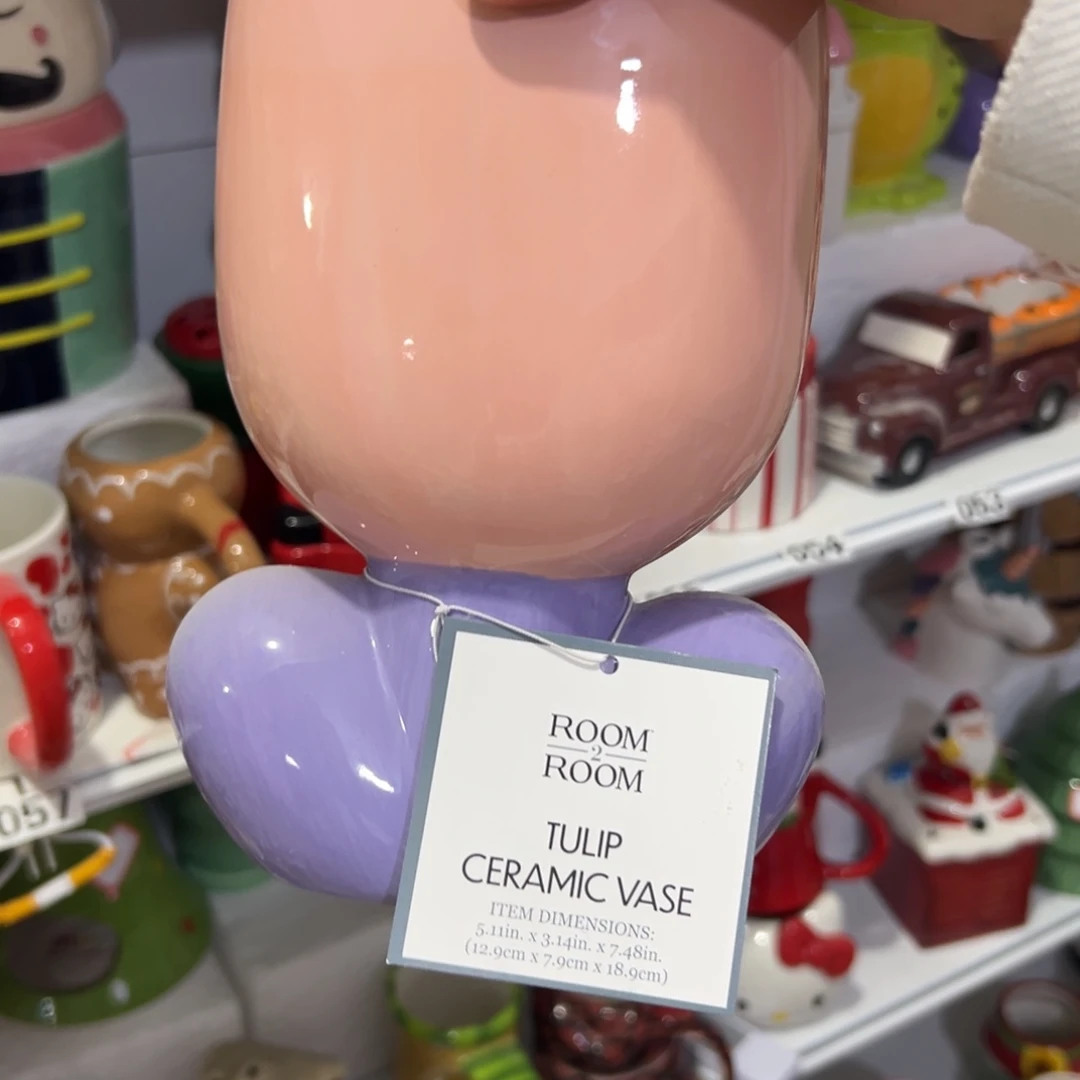 ROOM
2
ROOM
TULIP
CERAMIC VASE
ITEM DIMENSIONS:
5.11in. x 3.14in. x 7.48in.
(12.9cm x 7.9cm x 18.9cm)
053
054
057